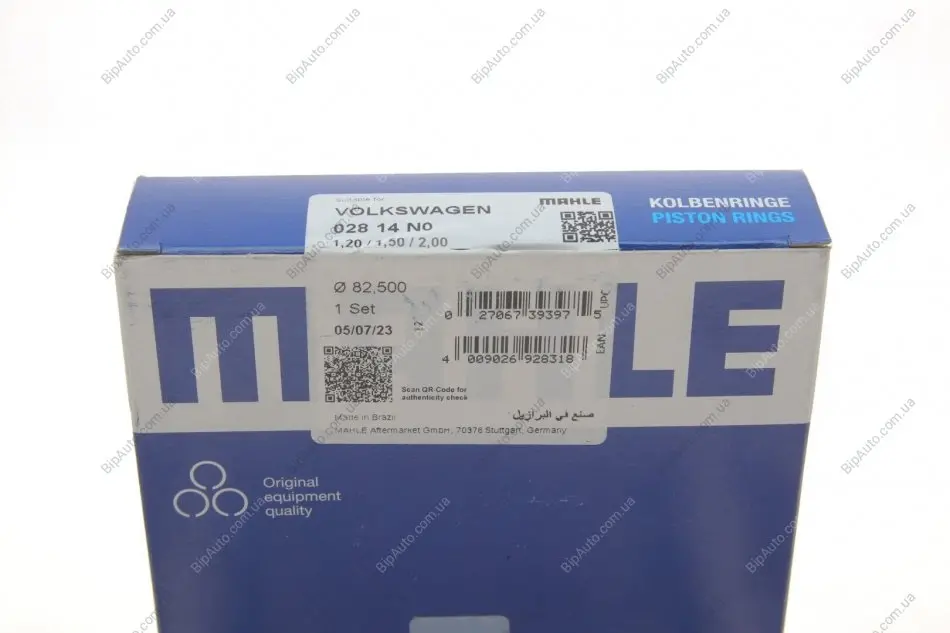 Suitable for
VOLKSWAGEN
028 14 N0
1,20 / 1,50 / 2,00
MAHLE
KOLBENRINGE
PISTON RINGS
Ø 82,500
1 Set
05/07/23
12
0 27067 39397 5
UPC
4 009026 928318
EAN
Scan QR-Code for
authenticity check
Made in Brazil
صنع في البرازيل
MAHLE Aftermarket GmbH, 70376 Stuttgart, Germany
Original
equipment
quality
BipAuto.com.ua